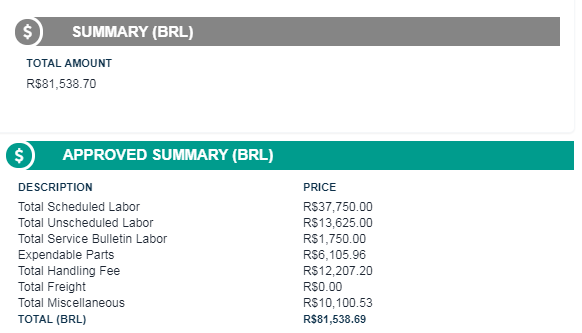 $ SUMMARY (BRL)
TOTAL AMOUNT
R$81,538.70
$ APPROVED SUMMARY (BRL)
DESCRIPTION PRICE
Total Scheduled Labor R$37,750.00
Total Unscheduled Labor R$13,625.00
Total Service Bulletin Labor R$1,750.00
Expendable Parts R$6,105.96
Total Handling Fee R$12,207.20
Total Freight R$0.00
Total Miscellaneous R$10,100.53
TOTAL (BRL) R$81,538.69